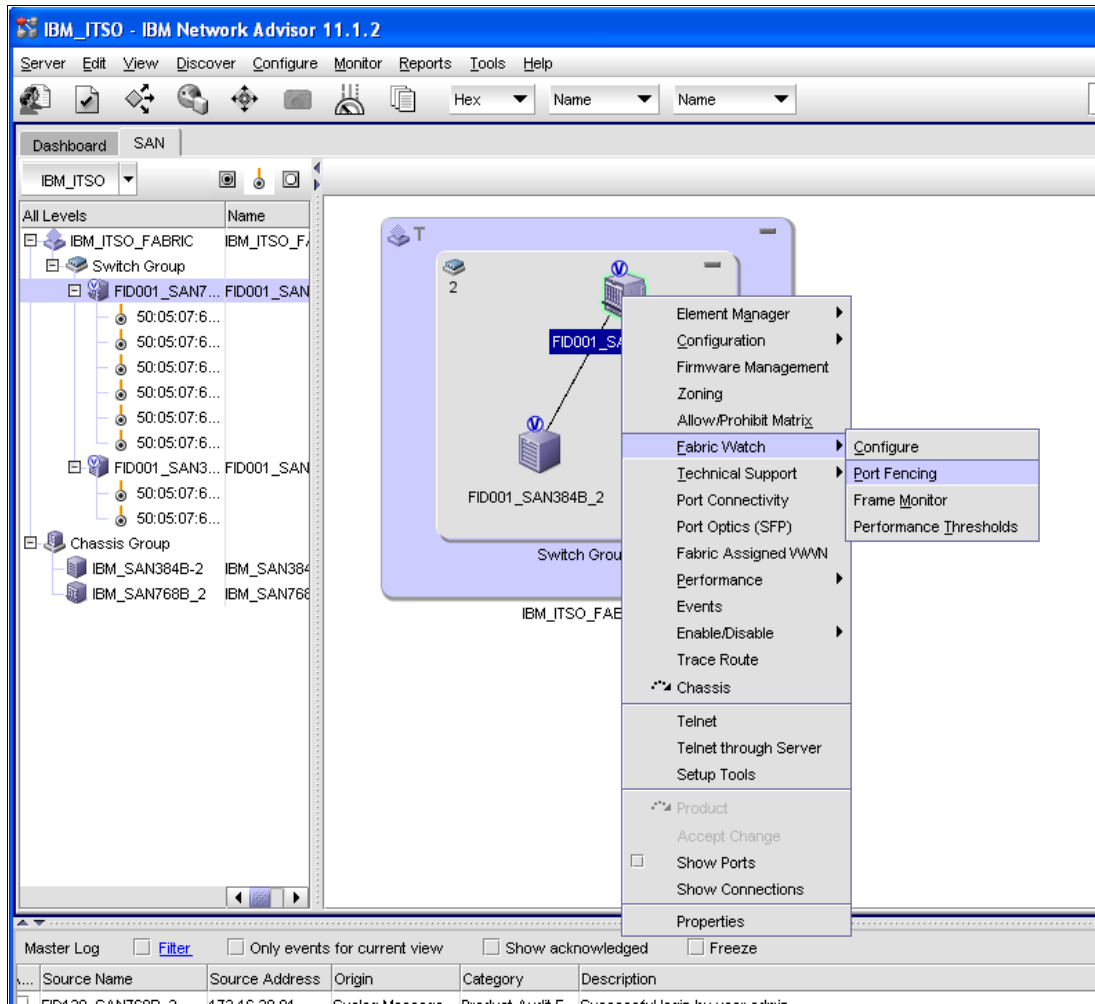 IBM_ITSO - IBM Network Advisor 11.1.2
Server Edit View Discover Configure Monitor Reports Tools Help
Hex Name Name
Dashboard SAN
IBM_ITSO
All Levels Name
IBM_ITSO_FABRIC IBM_ITSO_F
Switch Group
FID001_SAN7... FID001_SAN
50:05:07:6...
50:05:07:6...
50:05:07:6...
50:05:07:6...
50:05:07:6...
50:05:07:6...
FID001_SAN3... FID001_SAN
50:05:07:6...
50:05:07:6...
Chassis Group
IBM_SAN384B-2 IBM_SAN384
IBM_SAN768B_2 IBM_SAN768
T
2
V
FID001_SA
V
FID001_SAN384B_2
Switch Grou
IBM_ITSO_FAB
Element Manager
Configuration
Firmware Management
Zoning
Allow/Prohibit Matrix
Fabric Watch
Technical Support
Port Connectivity
Port Optics (SFP)
Fabric Assigned WWN
Performance
Events
Enable/Disable
Trace Route
Chassis
Telnet
Telnet through Server
Setup Tools
Product
Accept Change
Show Ports
Show Connections
Properties
Configure
Port Fencing
Frame Monitor
Performance Thresholds
Master Log Filter Only events for current view Show acknowledged Freeze
... Source Name Source Address Origin Category Description